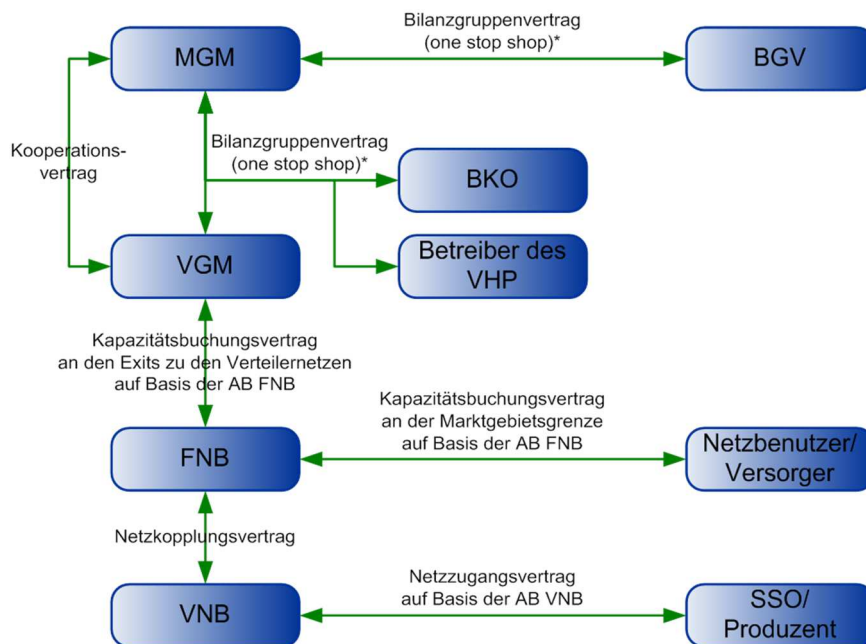 Bilanzgruppenvertrag
(one stop shop)*
MGM
BGV
Kooperations-
vertrag
Bilanzgruppenvertrag
(one stop shop)*
BKO
VGM
Betreiber des
VHP
Kapazitätsbuchungsvertrag
an den Exits zu den Verteilernetzen
auf Basis der AB FNB
Kapazitätsbuchungsvertrag
an der Marktgebietsgrenze
auf Basis der AB FNB
FNB
Netzbenutzer/
Versorger
Netzkopplungsvertrag
Netzzugangsvertrag
auf Basis der AB VNB
VNB
SSO/
Produzent